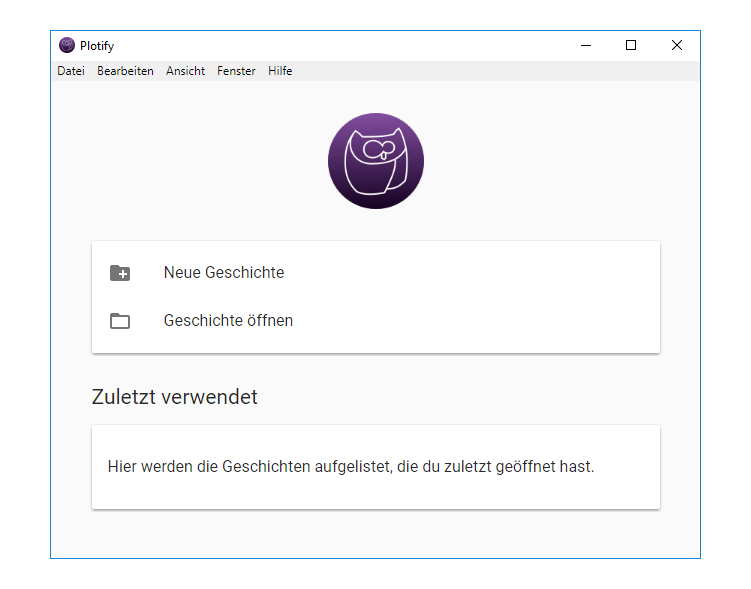 Plotify
Datei Bearbeiten Ansicht Fenster Hilfe
Neue Geschichte
Geschichte öffnen
Zuletzt verwendet
Hier werden die Geschichten aufgelistet, die du zuletzt geöffnet hast.